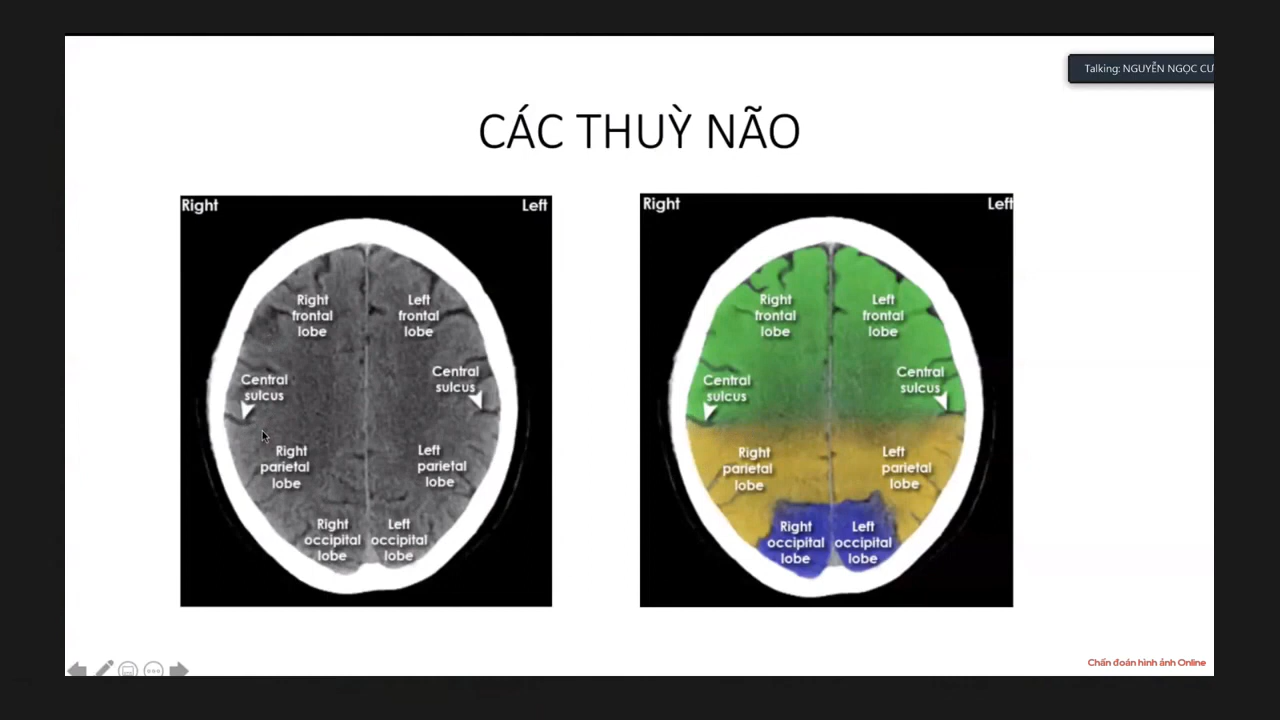 Talking: NGUYỄN NGỌC
CÁC THUỲ NÃO
Right
Left
Right
frontal
lobe
Left
frontal
lobe
Central
sulcus
Central
sulcus
Right
parietal
lobe
Left
parietal
lobe
Right
occipital
lobe
Left
occipital
lobe
Right
Left
Right
frontal
lobe
Left
frontal
lobe
Central
sulcus
Central
sulcus
Right
parietal
lobe
Left
parietal
lobe
Right
occipital
lobe
Left
occipital
lobe
Chẩn đoán hình ảnh Online